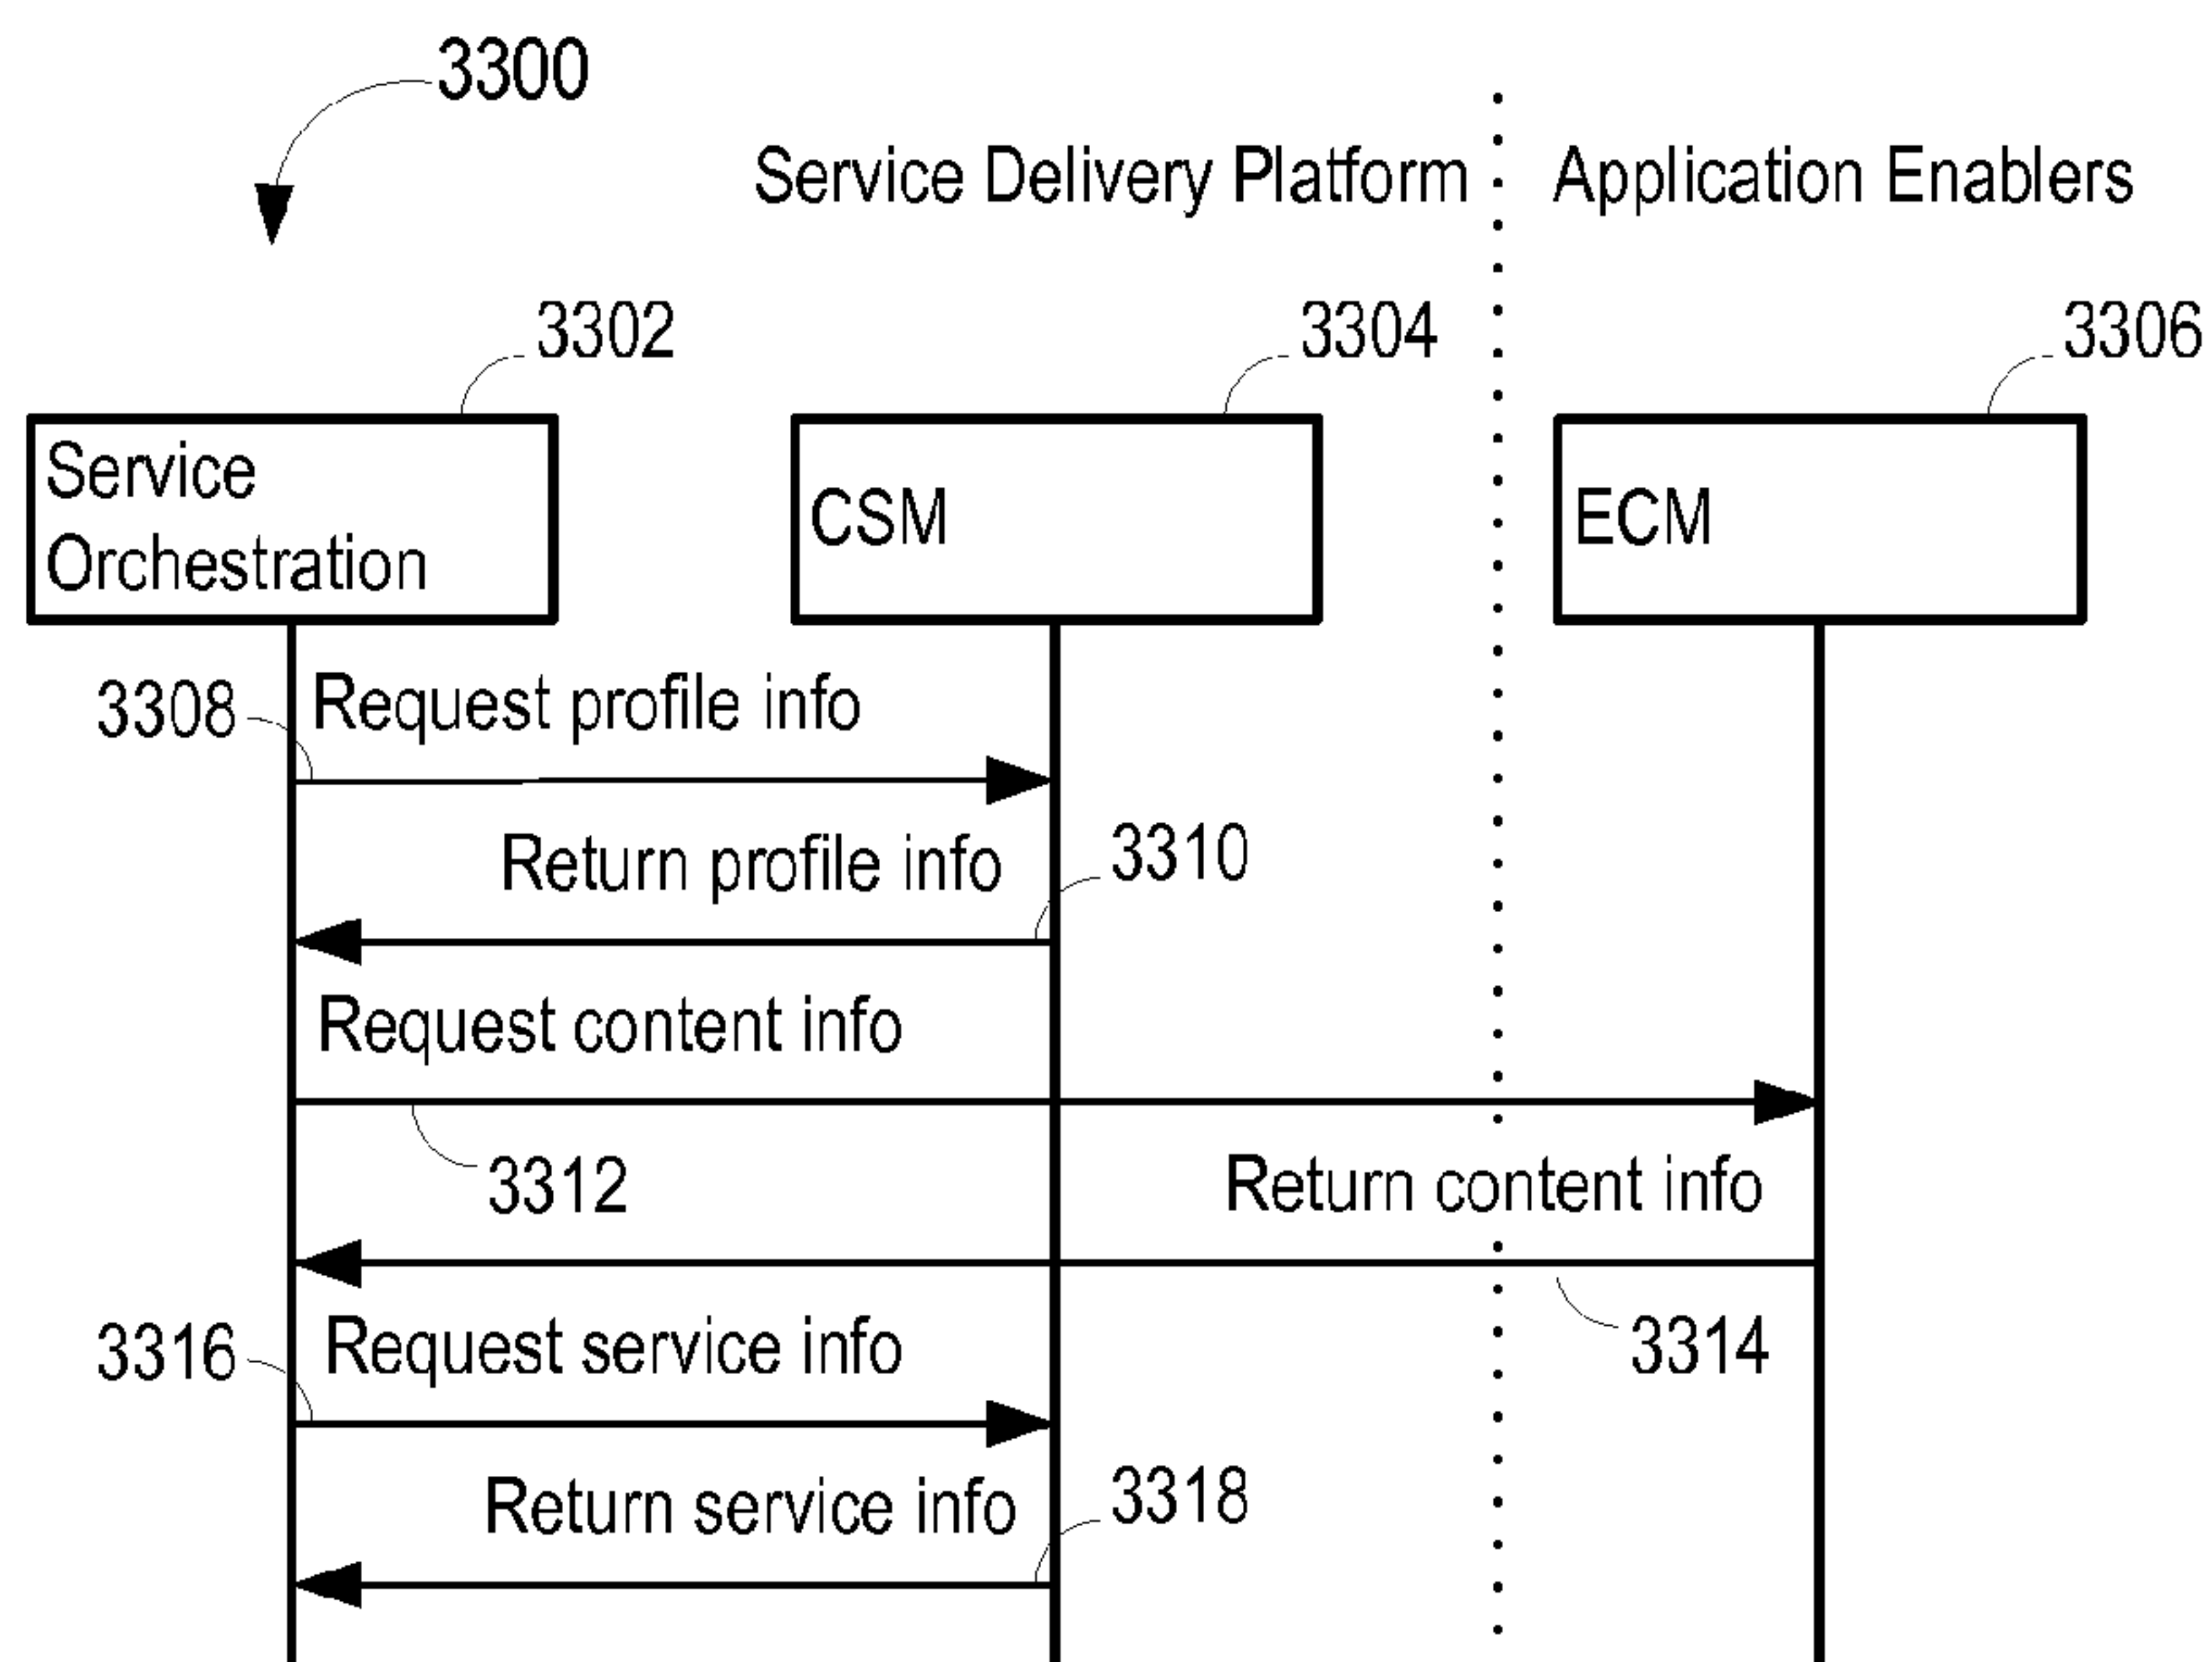 3300
Service Delivery Platform
Application Enablers
3302
3304
3306
Service
Orchestration
CSM
ECM
3308
Request profile info
Return profile info
3310
Request content info
3312
Return content info
3314
3316
Request service info
Return service info
3318